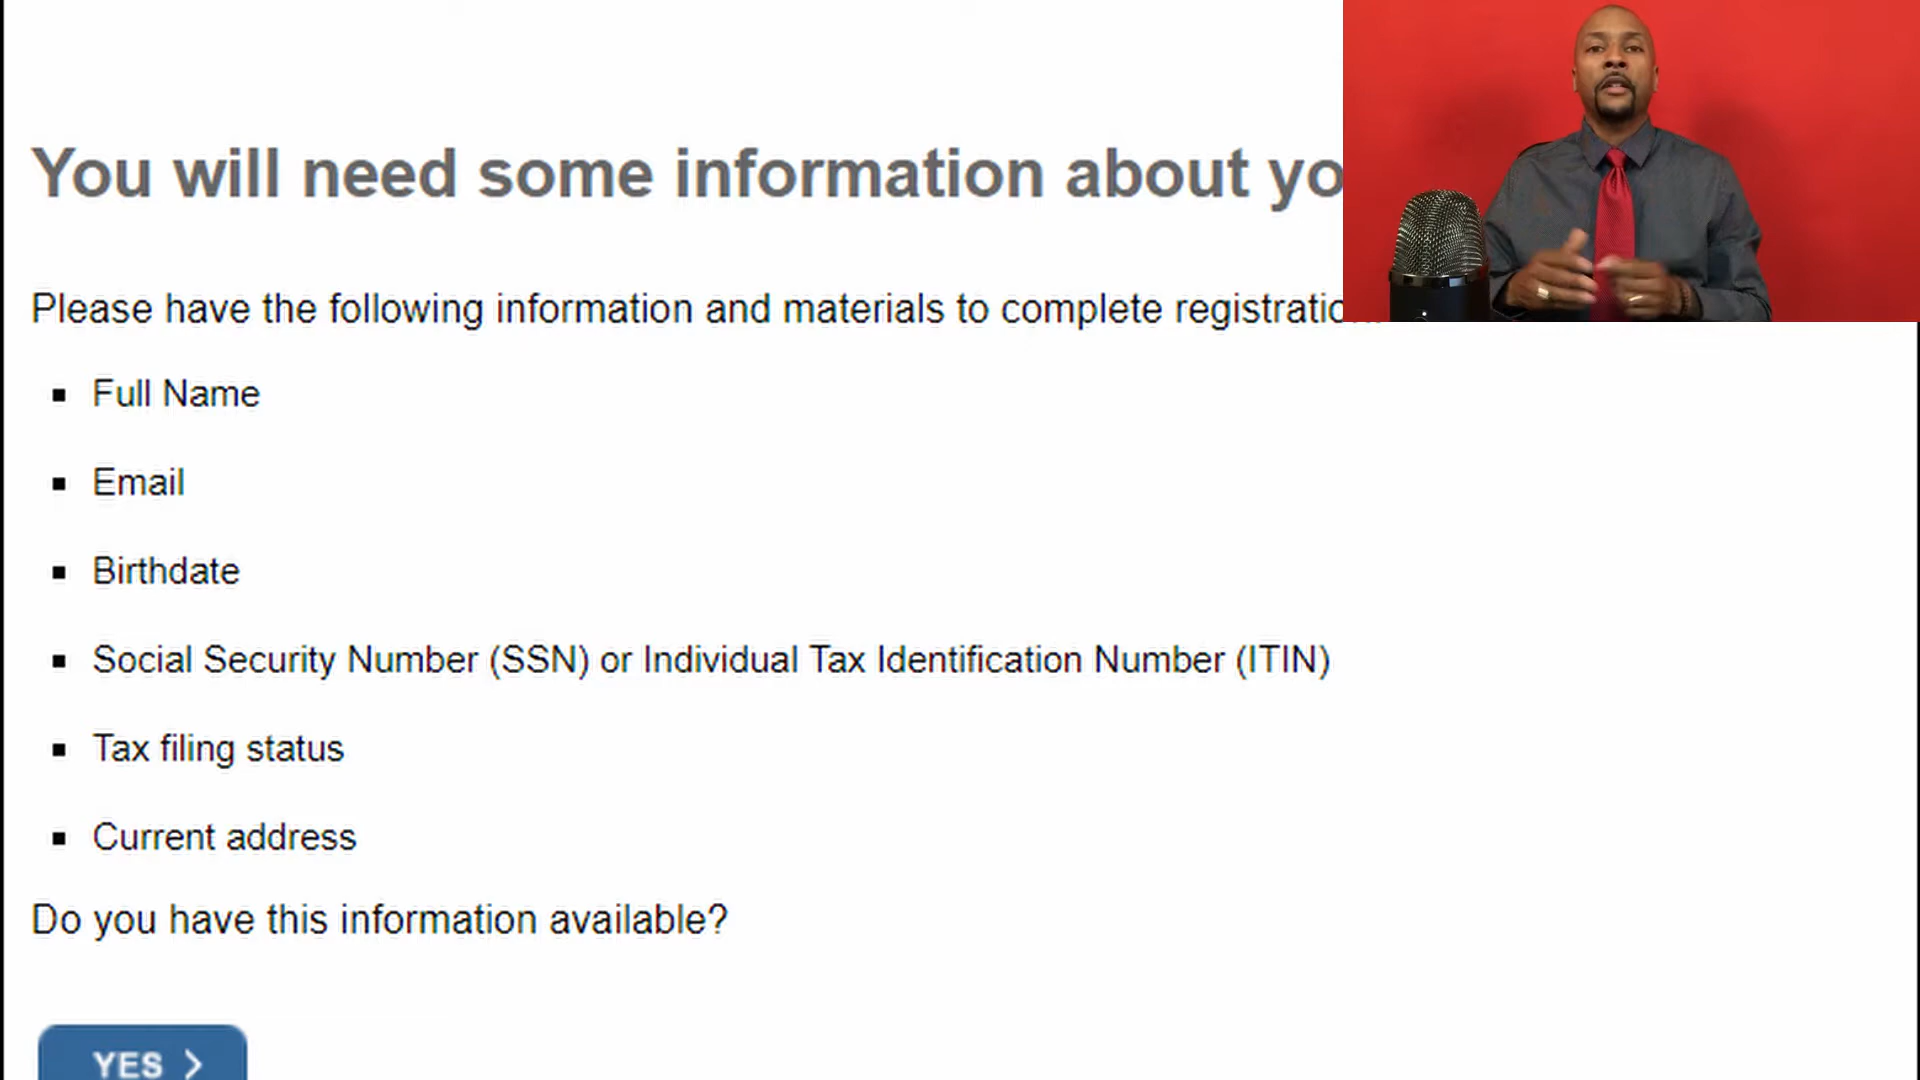 You will need some information about yo
Please have the following information and materials to complete registratio
Full Name
Email
Birthdate
Social Security Number (SSN) or Individual Tax Identification Number (ITIN)
Tax filing status
Current address
Do you have this information available?
YES >